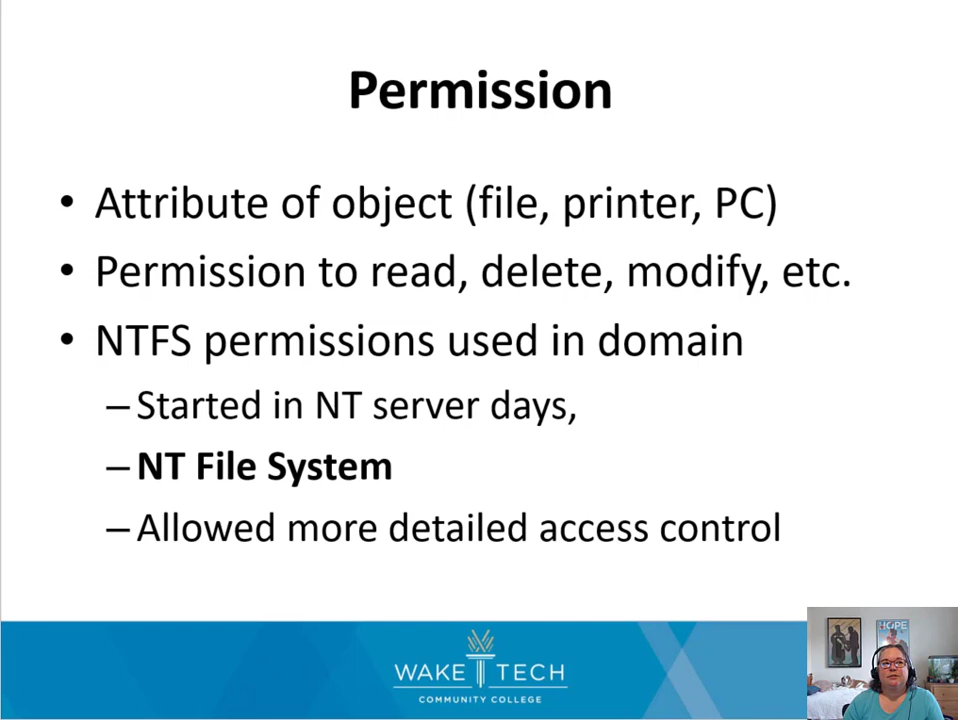 Permission
• Attribute of object (file, printer, PC)
• Permission to read, delete, modify, etc.
• NTFS permissions used in domain
– Started in NT server days,
– NT File System
– Allowed more detailed access control
WAKE TECH
COMMUNITY COLLEGE
HOPE